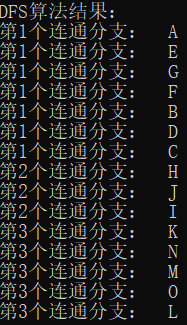 DFS算法结果：
第1个连通分支： A
第1个连通分支： E
第1个连通分支： G
第1个连通分支： F
第1个连通分支： B
第1个连通分支： D
第1个连通分支： C
第2个连通分支： H
第2个连通分支： J
第2个连通分支： I
第3个连通分支： K
第3个连通分支： N
第3个连通分支： M
第3个连通分支： O
第3个连通分支： L